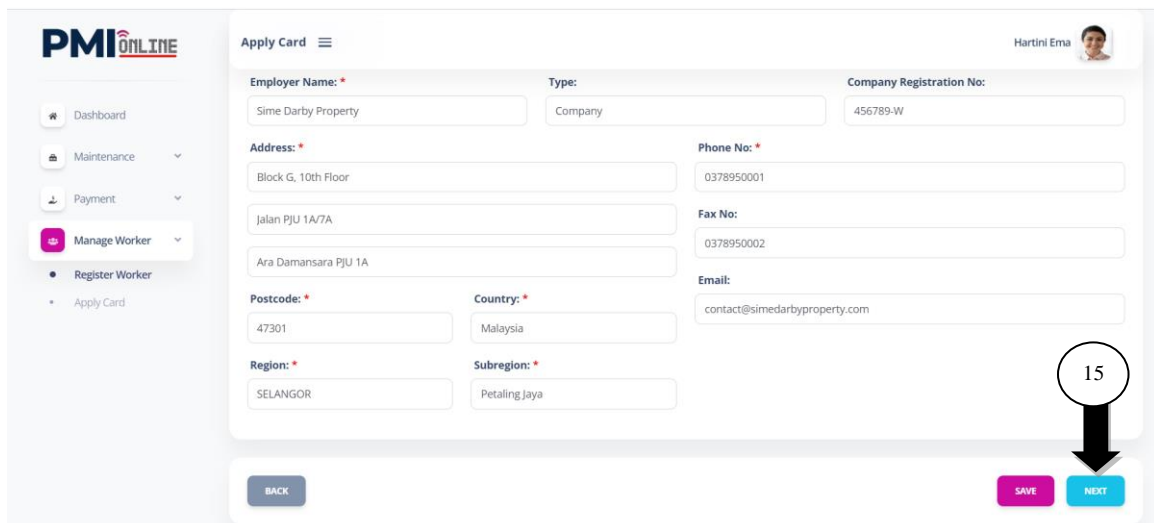 PMI ONLINE
Apply Card
Hartini Ema
Dashboard
Maintenance
Payment
Manage Worker
Register Worker
Apply Card
Employer Name: * Type: Company Registration No:
Sime Darby Property Company 456789-W
Address: * Phone No: *
Block G, 10th Floor 0378950001
Jalan PJU 1A/7A
Fax No:
0378950002
Ara Damansara PJU 1A
Email:
contact@simedarbyproperty.com
Postcode: * Country: *
47301 Malaysia
Region: * Subregion: *
SELANGOR Petaling Jaya
15
BACK SAVE NEXT